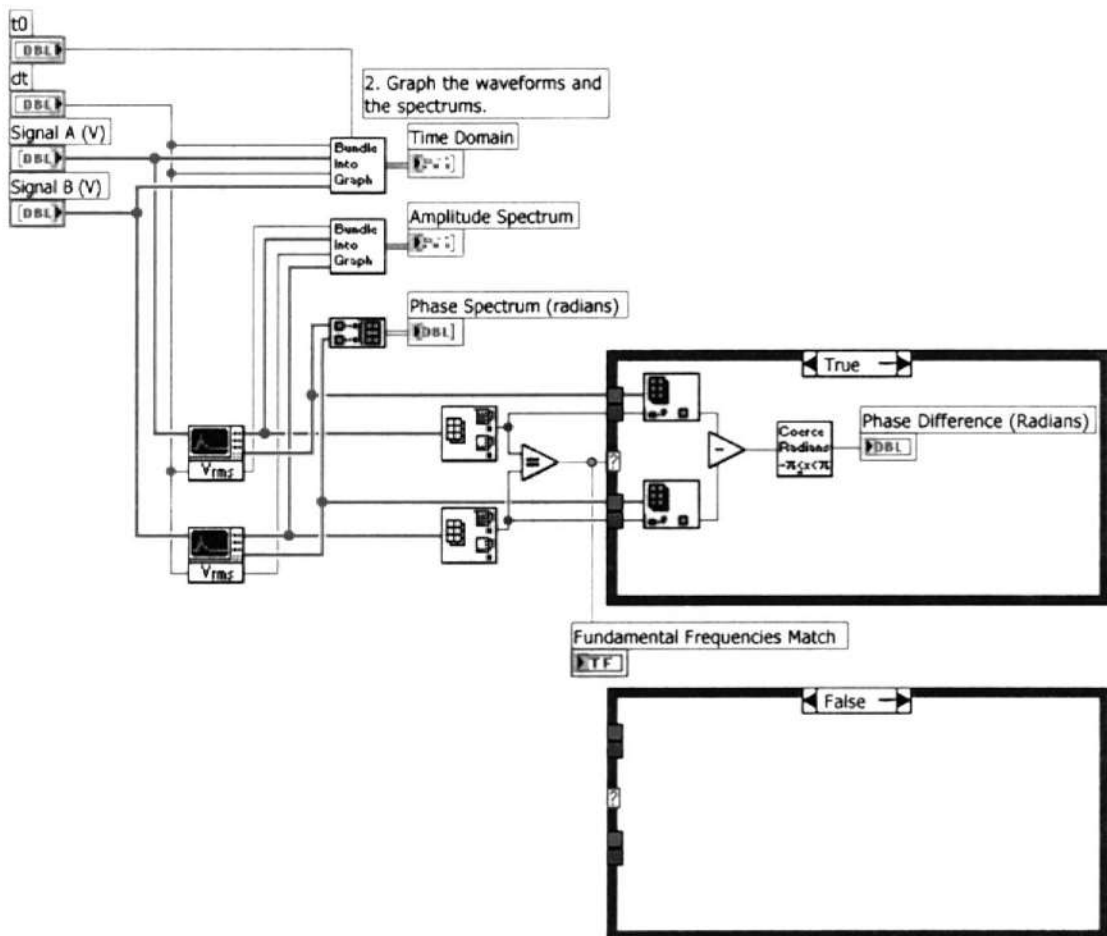 t0
DBL
dt
DBL
Signal A (V)
[DBL]
Signal B (V)
[DBL]
2. Graph the waveforms and
the spectrums.
Bundle
Into
Graph
Time Domain
Bundle
Into
Graph
Amplitude Spectrum
Phase Spectrum (radians)
[DBL]
True
Vrms
=
?
-
Coerce
Radians
-π≤x<π
Phase Difference (Radians)
DBL
Vrms
Fundamental Frequencies Match
TF
False
?